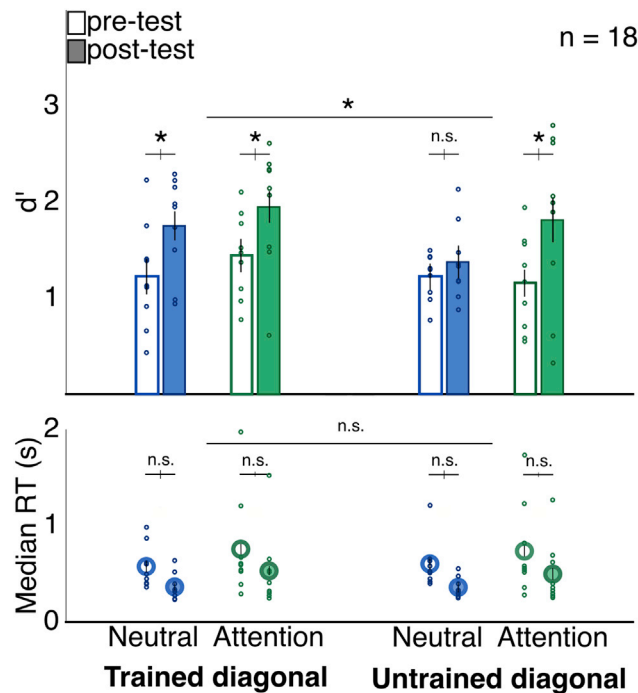 pre-test
post-test
n = 18
3
2
1
d'
*
*
*
n.s.
*
2
1
0
Median RT (s)
n.s.
n.s.
n.s.
n.s.
n.s.
Neutral Attention Neutral Attention
Trained diagonal Untrained diagonal